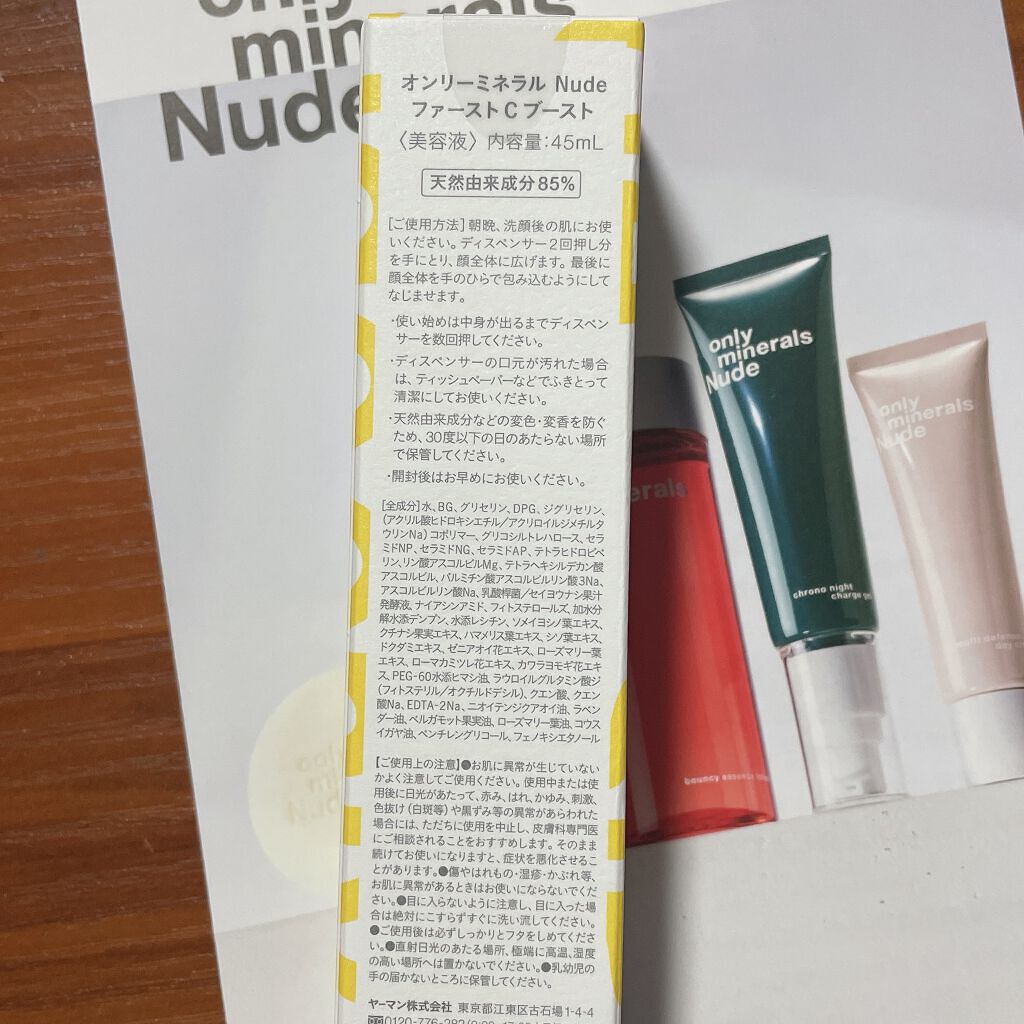 only
minerals
Nude
オンリーミネラル Nude
ファースト C ブースト
〈美容液〉内容量:45mL
天然由来成分85%
[ご使用方法]朝晩、洗顔後の肌にお使
いください。ディスペンサー2回押し分
を手にとり、顔全体に広げます。最後に
顔全体を手のひらで包み込むようにして
なじませます。
・使い始めは中身が出るまでディスペン
サーを数回押してください。
・ディスペンサーの口元が汚れた場合
は、ティッシュペーパーなどでふきとって
清潔にしてお使いください。
・天然由来成分などの変色・変香を防ぐ
ため、30度以下の日のあたらない場所
で保管してください。
・開封後はお早めにお使いください。
[全成分]水、BG、グリセリン、DPG、ジグリセリン、
(アクリル酸ヒドロキシエチル/アクリロイルジメチルタ
ウリンNa)コポリマー、グリコシルトレハロース、セラ
ミドNP、セラミドNG、セラミドAP、テトラヒドロピペ
リン、リン酸アスコルビルMg、テトラヘキシルデカン酸
アスコルビル、パルミチン酸アスコルビルリン酸3Na、
アスコルビルリン酸Na、乳酸桿菌/セイヨウナシ果汁
発酵液、ナイアシンアミド、フィトステロールズ、加水分
解水添デンプン、水添レシチン、ソメイヨシノ葉エキス、
クチナシ果実エキス、ハマメリス葉エキス、シソ葉エキス、
ドクダミエキス、ゼニアオイ花エキス、ローズマリー葉
エキス、ローマカミツレ花エキス、カワラヨモギ花エキ
ス、PEG-60水添ヒマシ油、ラウロイルグルタミン酸ジ
(フィトステリル/オクチルドデシル)、クエン酸、クエン
酸Na、EDTA-2Na、ニオイテンジクアオイ油、ラベン
ダー油、ベルガモット果実油、ローズマリー葉油、コウス
イガヤ油、ペンチレングリコール、フェノキシエタノール
【ご使用上の注意】●お肌に異常が生じていない
かよく注意してご使用ください。使用中または使
用後に日光があたって、赤み、はれ、かゆみ、刺激、
色抜け(白斑等)や黒ずみ等の異常があらわれた
場合には、ただちに使用を中止し、皮膚科専門医
にご相談されることをおすすめします。そのまま
続けてお使いになりますと、症状を悪化させるこ
とがあります。●傷やはれもの・湿疹・かぶれ等、
お肌に異常があるときはお使いにならないでくだ
さい。●目に入らないように注意し、目に入った場
合は絶対にこすらずすぐに洗い流してください。
●ご使用後は必ずしっかりとフタをしめてくださ
い。●直射日光のあたる場所、極端に高温、湿度
の高い場所へは置かないでください。●乳幼児の
手の届かないところに保管してください。
ヤーマン株式会社 東京都江東区古石場1-4-4
0120-776-282
only
minerals
Nude
chrono night
charge gel
only
minerals
Nude
multi defense
day
erals
bouncy essence